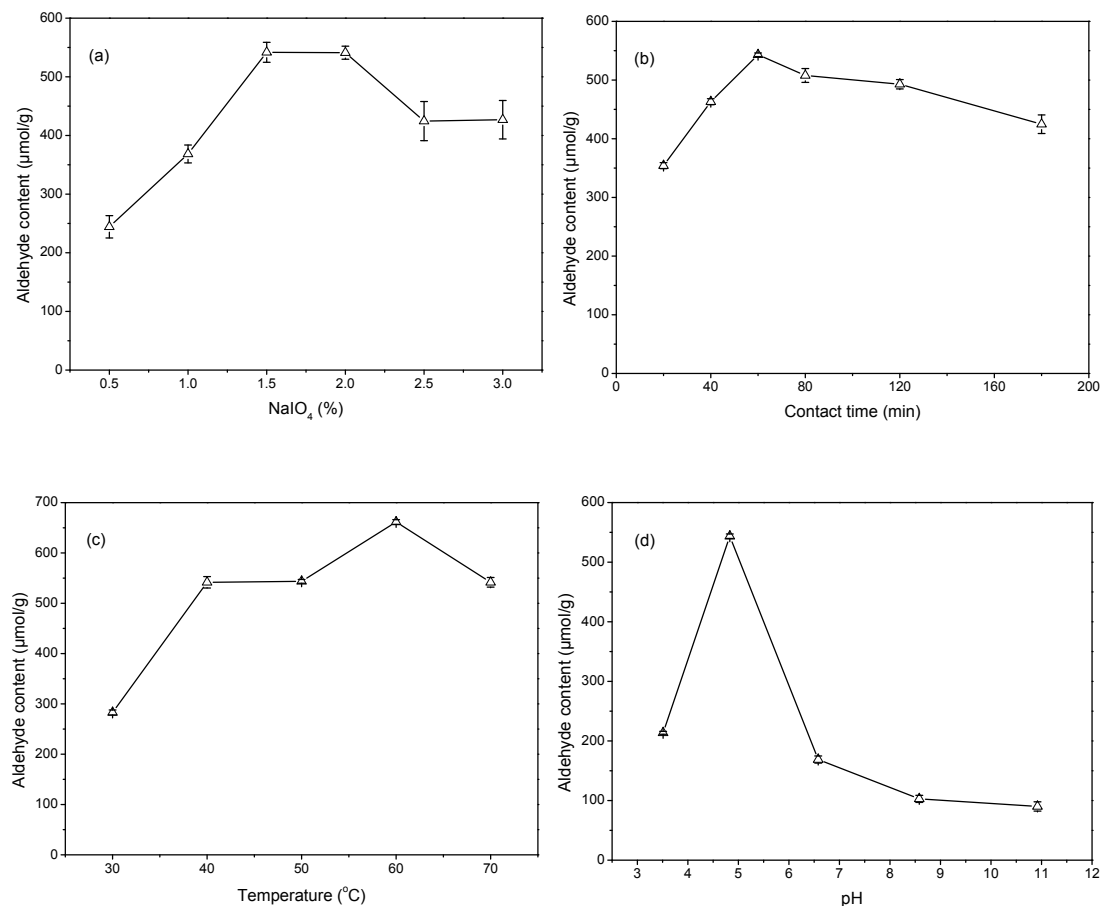 (a)
Aldehyde content (µmol/g)
600
500
400
300
200
100
0
0.5 1.0 1.5 2.0 2.5 3.0
NaIO4 (%)
(b)
Aldehyde content (µmol/g)
600
500
400
300
200
100
0
0 40 80 120 160 200
Contact time (min)
(c)
Aldehyde content (µmol/g)
700
600
500
400
300
200
100
0
30 40 50 60 70
Temperature (°C)
(d)
Aldehyde content (µmol/g)
600
500
400
300
200
100
0
3 4 5 6 7 8 9 10 11 12
pH